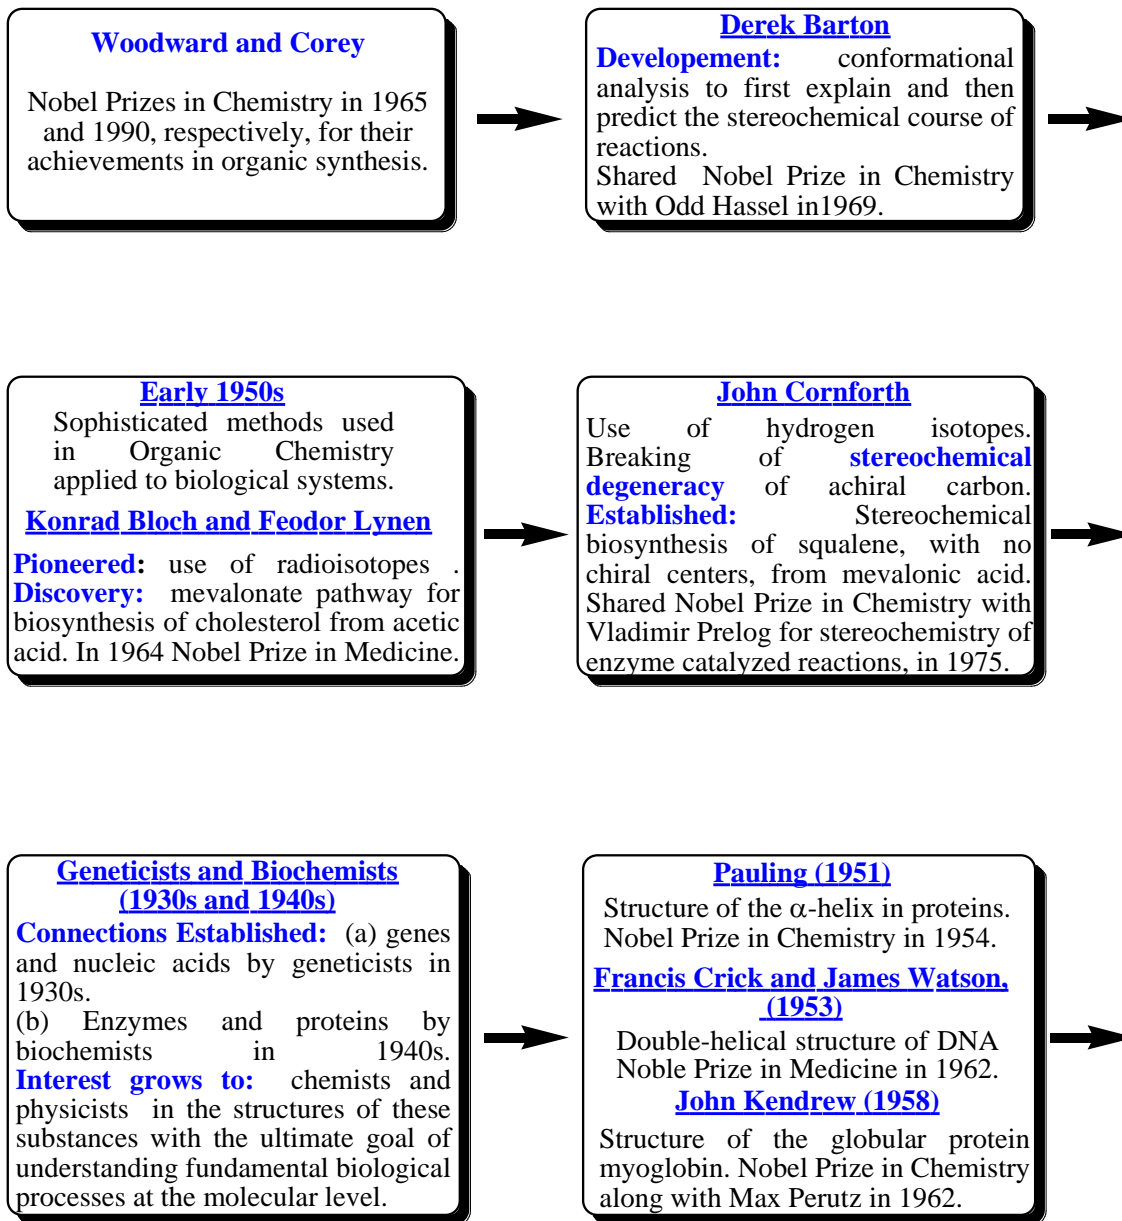 Woodward and Corey
Nobel Prizes in Chemistry in 1965
and 1990, respectively, for their
achievements in organic synthesis.
Derek Barton
Developement: conformational
analysis to first explain and then
predict the stereochemical course of
reactions.
Shared Nobel Prize in Chemistry
with Odd Hassel in1969.
Early 1950s
Sophisticated methods used
in Organic Chemistry
applied to biological systems.
Konrad Bloch and Feodor Lynen
Pioneered: use of radioisotopes .
Discovery: mevalonate pathway for
biosynthesis of cholesterol from acetic
acid. In 1964 Nobel Prize in Medicine.
John Cornforth
Use of hydrogen isotopes.
Breaking of stereochemical
degeneracy of achiral carbon.
Established: Stereochemical
biosynthesis of squalene, with no
chiral centers, from mevalonic acid.
Shared Nobel Prize in Chemistry with
Vladimir Prelog for stereochemistry of
enzyme catalyzed reactions, in 1975.
Geneticists and Biochemists
(1930s and 1940s)
Connections Established: (a) genes
and nucleic acids by geneticists in
1930s.
(b) Enzymes and proteins by
biochemists in 1940s.
Interest grows to: chemists and
physicists in the structures of these
substances with the ultimate goal of
understanding fundamental biological
processes at the molecular level.
Pauling (1951)
Structure of the α-helix in proteins.
Nobel Prize in Chemistry in 1954.
Francis Crick and James Watson,
(1953)
Double-helical structure of DNA
Noble Prize in Medicine in 1962.
John Kendrew (1958)
Structure of the globular protein
myoglobin. Nobel Prize in Chemistry
along with Max Perutz in 1962.